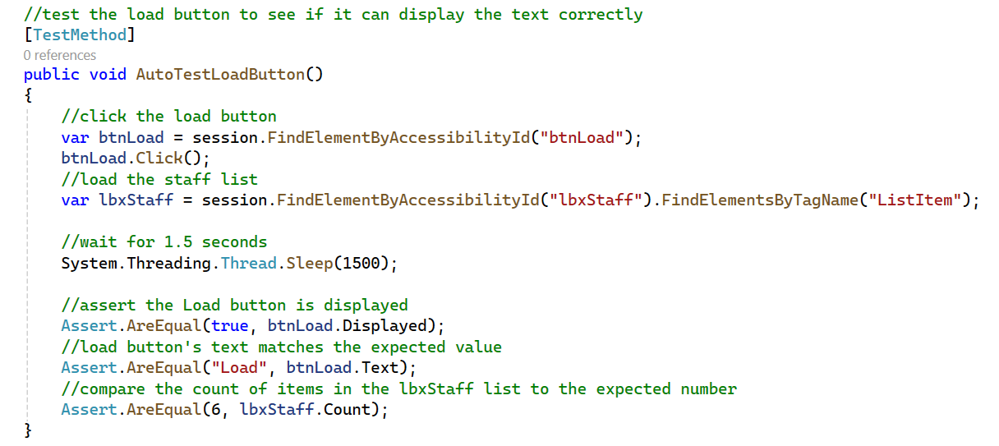 //test the load button to see if it can display the text correctly
[TestMethod]
0 references
public void AutoTestLoadButton()
{
    //click the load button
    var btnLoad = session.FindElementByAccessibilityId("btnLoad");
    btnLoad.Click();
    //load the staff list
    var lbxStaff = session.FindElementByAccessibilityId("lbxStaff").FindElementsByTagName("ListItem");

    //wait for 1.5 seconds
    System.Threading.Thread.Sleep(1500);

    //assert the Load button is displayed
    Assert.AreEqual(true, btnLoad.Displayed);
    //load button's text matches the expected value
    Assert.AreEqual("Load", btnLoad.Text);
    //compare the count of items in the lbxStaff list to the expected number
    Assert.AreEqual(6, lbxStaff.Count);
}